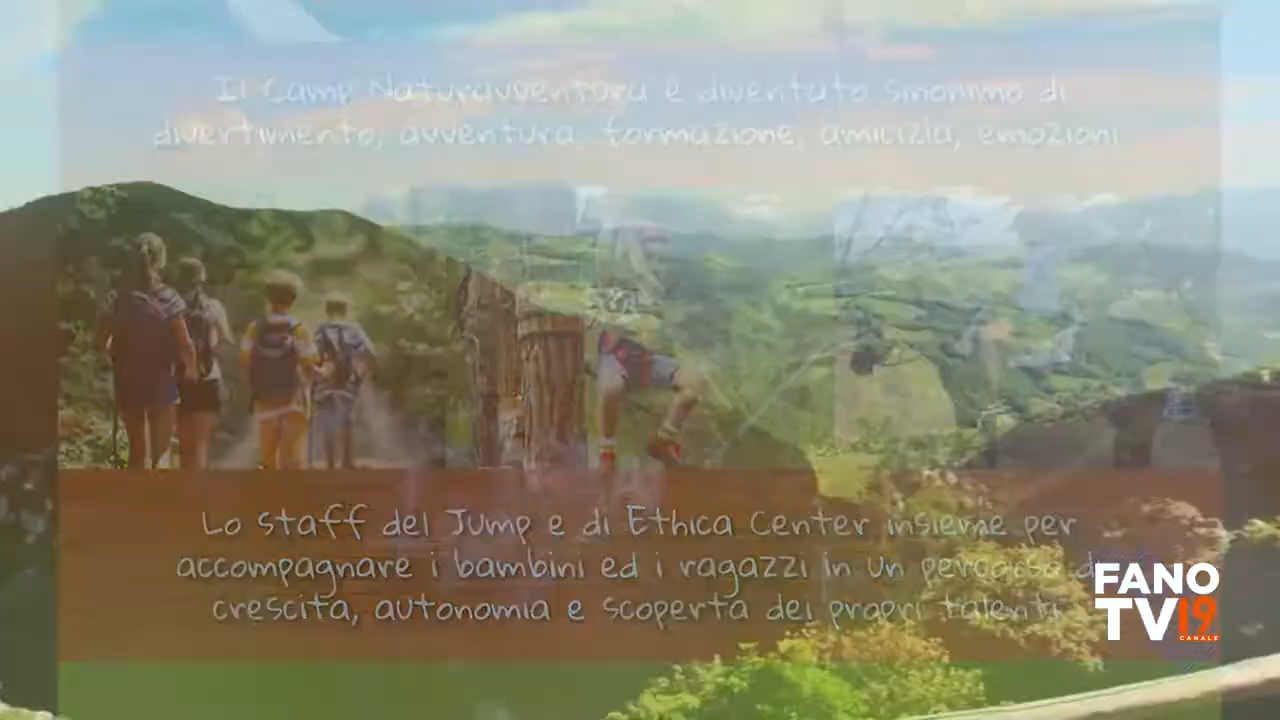 Il Camp Naturavventura è diventato sinonimo di
divertimento, avventura, formazione, amicizia, emozioni
Lo staff del Jump e di Ethica Center insieme per
accompagnare i bambini ed i ragazzi in un percorso di
crescita, autonomia e scoperta dei propri talenti
FANO
TV19
CANALE